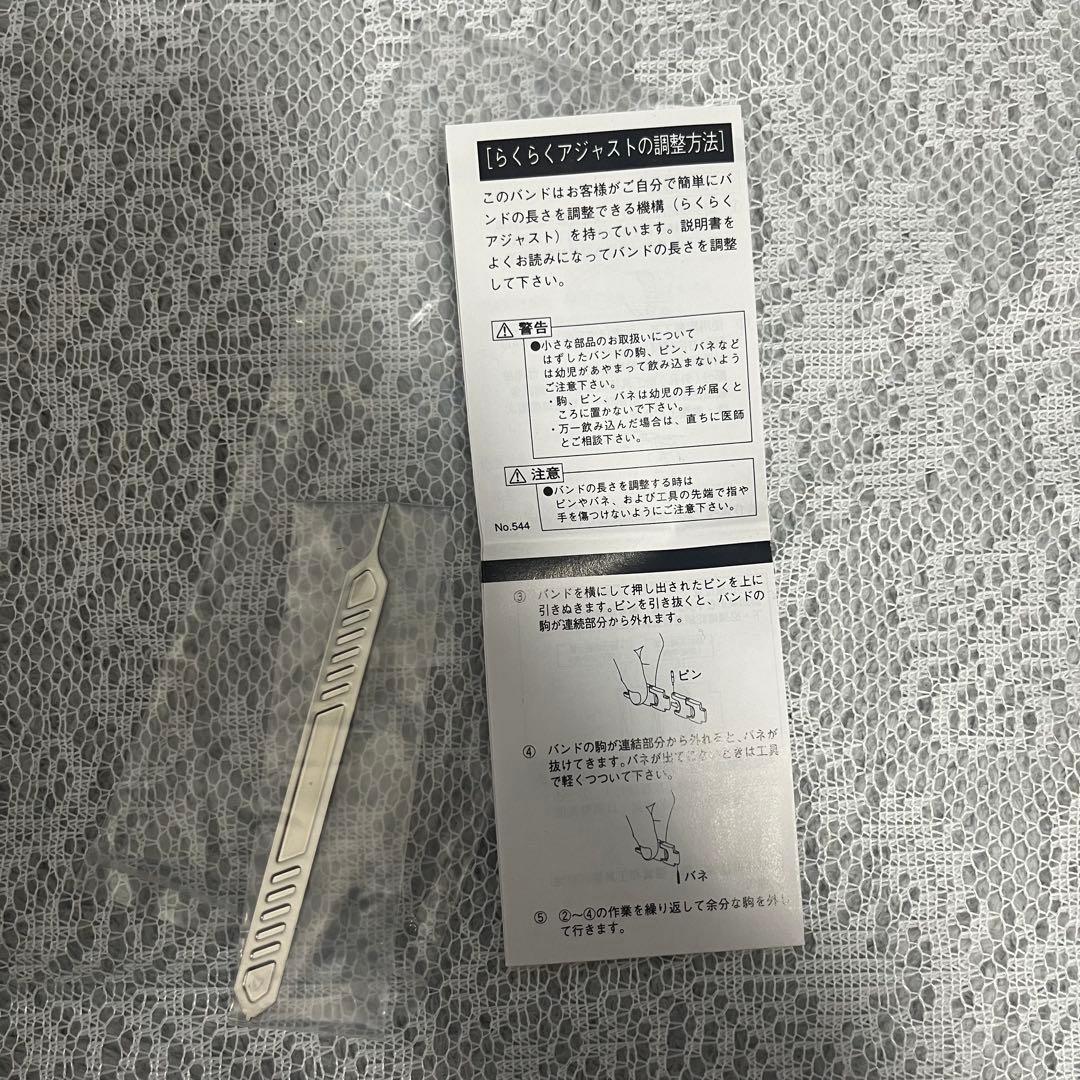 [らくらくアジャストの調整方法]
このバンドはお客様がご自分で簡単にバ
ンドの長さを調整できる機構（らくらく
アジャスト）を持っています。説明書を
よくお読みになってバンドの長さを調整
して下さい。
警告
●小さな部品のお取扱いについて
はずしたバンドの駒、ピン、バネなど
は幼児があやまって飲み込まないよう
ご注意下さい。
・駒、ピン、バネは幼児の手が届くと
ころに置かないで下さい。
・万一飲み込んだ場合は、直ちに医師
とご相談下さい。
注意
●バンドの長さを調整する時は
ピンやバネ、および工具の先端で指や
手を傷つけないようにご注意下さい。
No.544
③ バンドを横にして押し出されたピンを上に
引きぬきます。ピンを引き抜くと、バンドの
駒が連続部分から外れます。
ピン
④ バンドの駒が連結部分から外れると、バネが
抜けてきます。バネが出てこないときは工具
で軽くつついて下さい。
バネ
⑤ ②〜④の作業を繰り返して余分な駒を外し
て行きます。